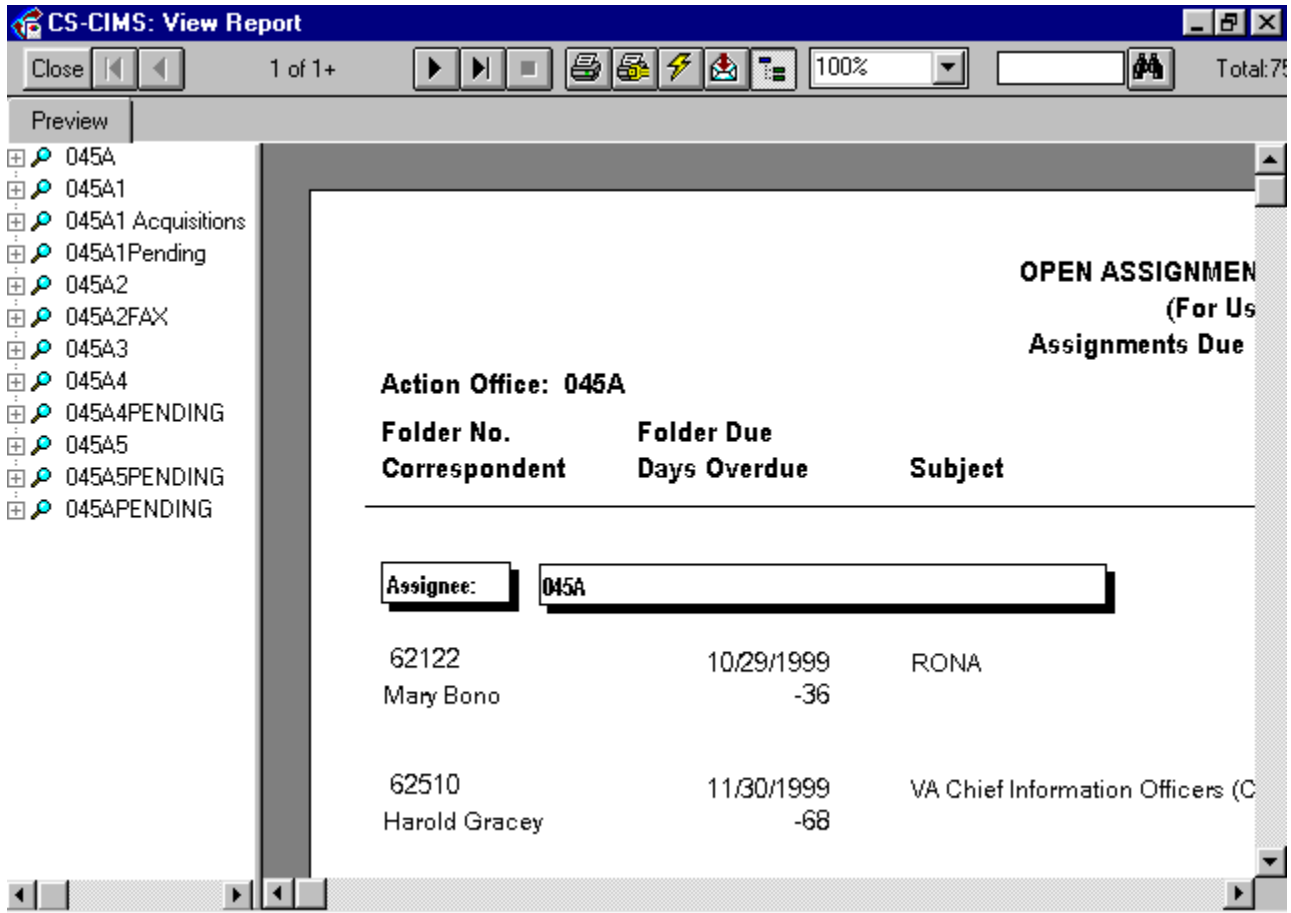 CS-CIMS: View Report
Close 1 of 1+ 100% Total:75
Preview
045A
045A1
045A1 Acquisitions
045A1Pending
045A2
045A2FAX
045A3
045A4
045A4PENDING
045A5
045A5PENDING
045APENDING
OPEN ASSIGNMEN
(For Us
Assignments Due
Action Office: 045A
Folder No. Folder Due
Correspondent Days Overdue Subject
Assignee: 045A
62122 10/29/1999 RONA
Mary Bono -36
62510 11/30/1999 VA Chief Information Officers (C
Harold Gracey -68